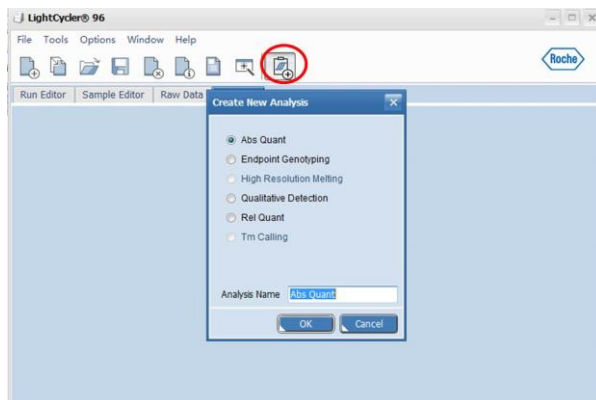 LightCycler® 96
File Tools Options Window Help
Roche
Run Editor Sample Editor Raw Data
Create New Analysis
Abs Quant
Endpoint Genotyping
High Resolution Melting
Qualitative Detection
Rel Quant
Tm Calling
Analysis Name Abs Quant
OK Cancel